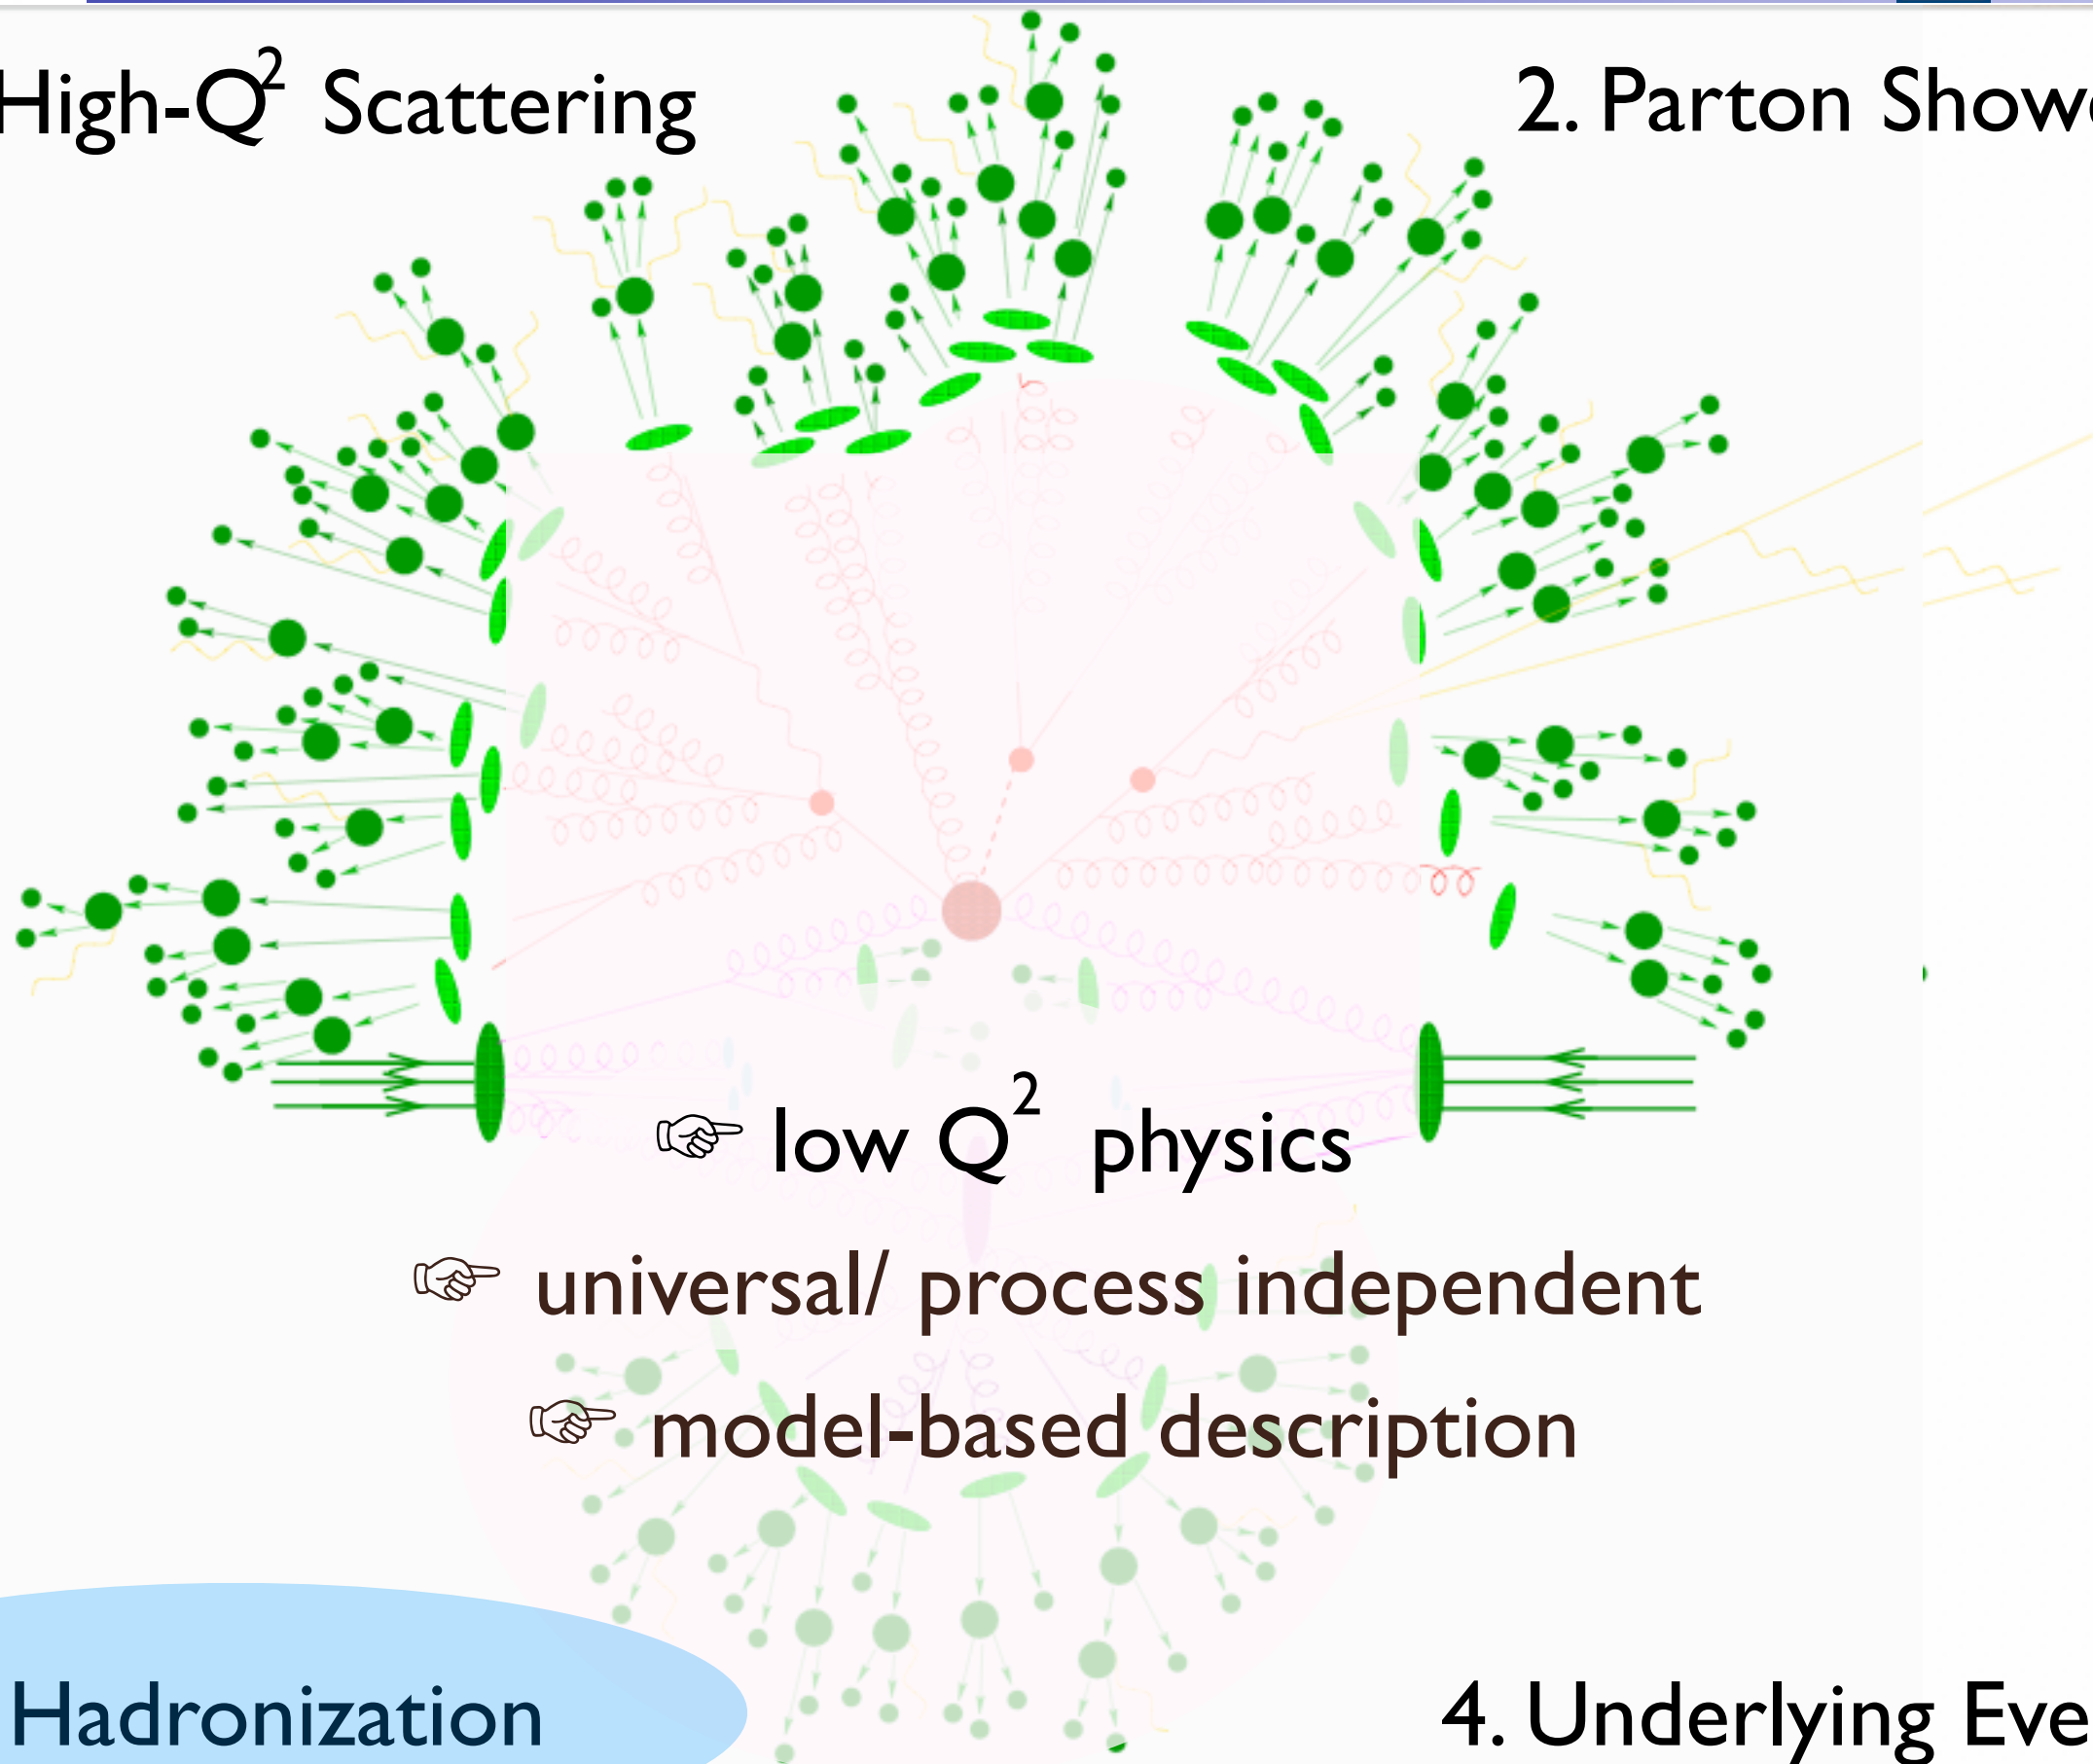 High-Q² Scattering
2. Parton Show
☞ low Q² physics
☞ universal/ process independent
☞ model-based description
Hadronization
4. Underlying Eve